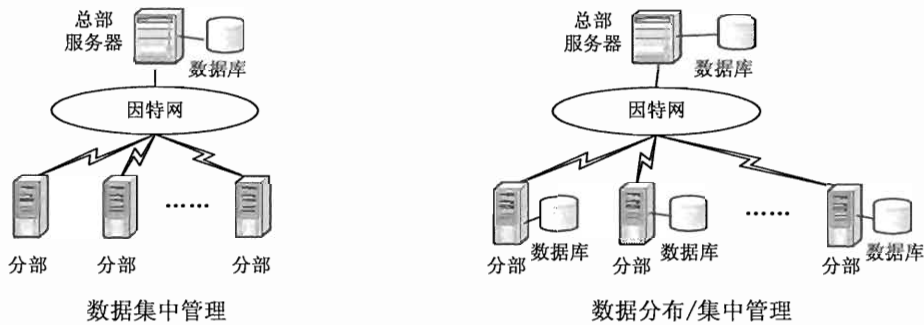 总部
服务器
数据库
因特网
……
分部
分部
分部
数据集中管理
总部
服务器
数据库
因特网
……
分部
数据库
分部
数据库
分部
数据库
数据分布/集中管理